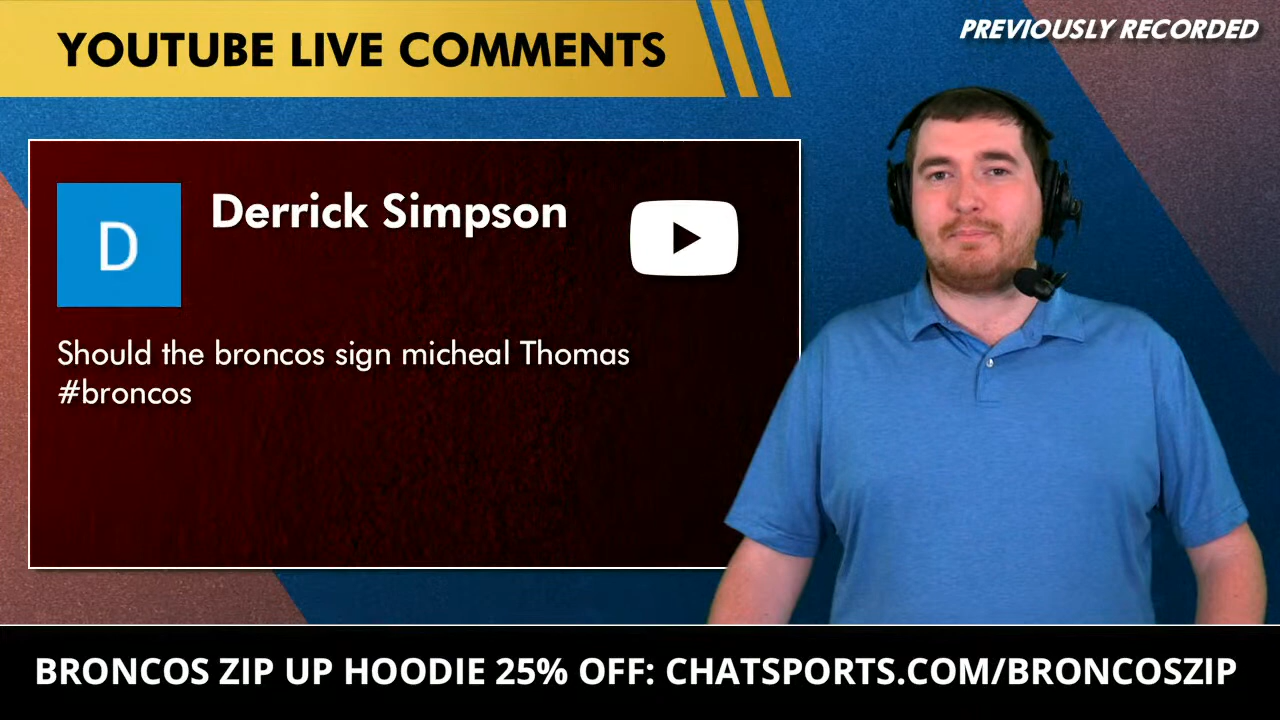 YOUTUBE LIVE COMMENTS
PREVIOUSLY RECORDED
D
Derrick Simpson
Should the broncos sign micheal Thomas
#broncos
BRONCOS ZIP UP HOODIE 25% OFF: CHATSPORTS.COM/BRONCOSZIP